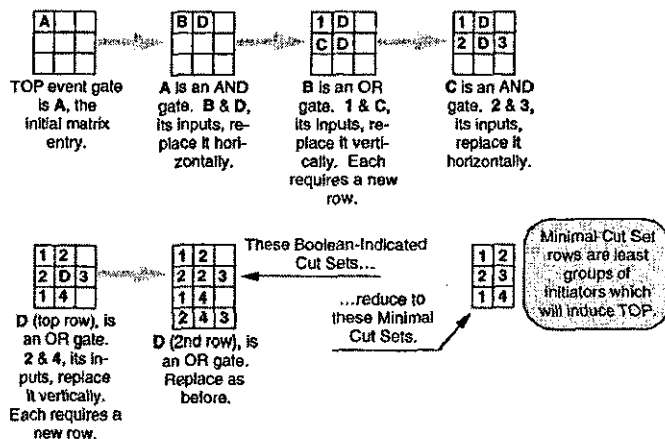 A
TOP event gate
is A, the
initial matrix
entry.
B D
A is an AND
gate. B & D,
its inputs, re-
place it hori-
zontally.
1 D
C D
B is an OR
gate. 1 & C,
its inputs, re-
place it verti-
cally. Each
requires a new
row.
1 D
2 D 3
C is an AND
gate. 2 & 3,
its inputs,
replace it
horizontally.
1 2
2 D 3
1 4
D (top row), is
an OR gate.
2 & 4, its in-
puts, replace
it vertically.
Each requires a
new row.
1 2
2 2 3
1 4
2 4 3
D (2nd row), is
an OR gate.
Replace as
before.
These Boolean-Indicated
Cut Sets...
...reduce to
these Minimal
Cut Sets.
1 2
2 3
1 4
Minimal Cut Set
rows are least
groups of
initiators which
will induce TOP.